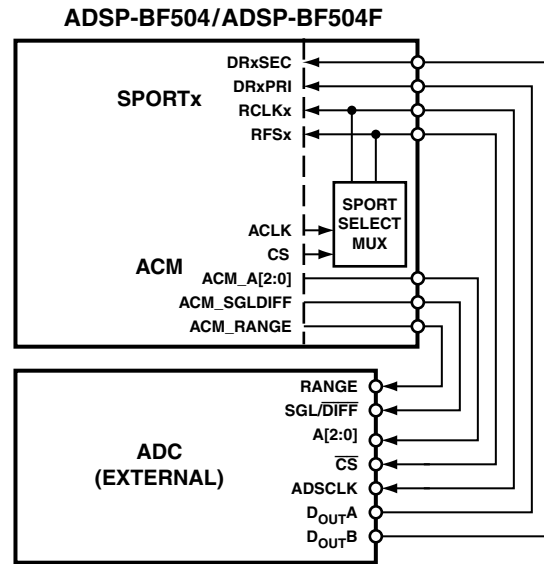 ADSP-BF504/ADSP-BF504F
DRxSEC
DRxPRI
SPORTx
RCLKx
RFSx
SPORT
SELECT
MUX
ACLK
CS
ACM
ACM_A[2:0]
ACM_SGLDIFF
ACM_RANGE
RANGE
SGL/DIFF
A[2:0]
ADC
(EXTERNAL)
CS
ADSCLK
DOUTA
DOUTB